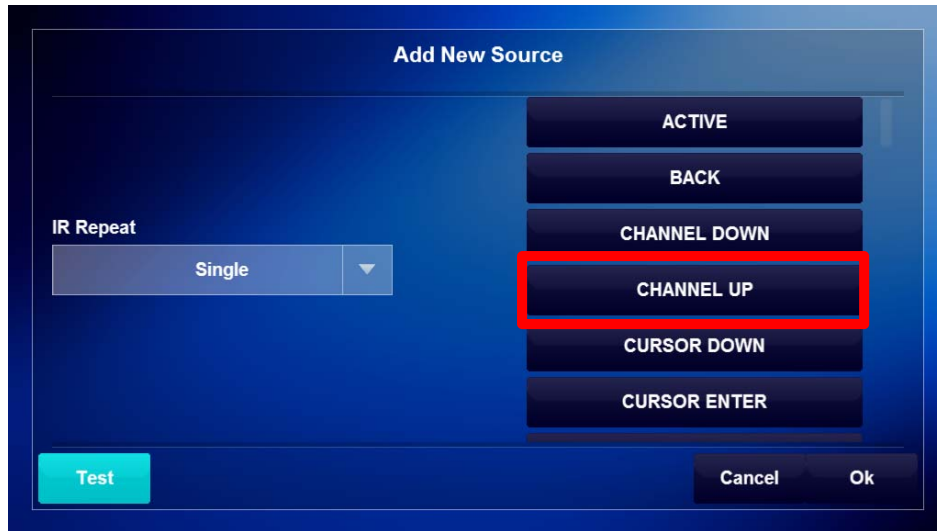 Add New Source
IR Repeat
Single
ACTIVE
BACK
CHANNEL DOWN
CHANNEL UP
CURSOR DOWN
CURSOR ENTER
Test
Cancel
Ok